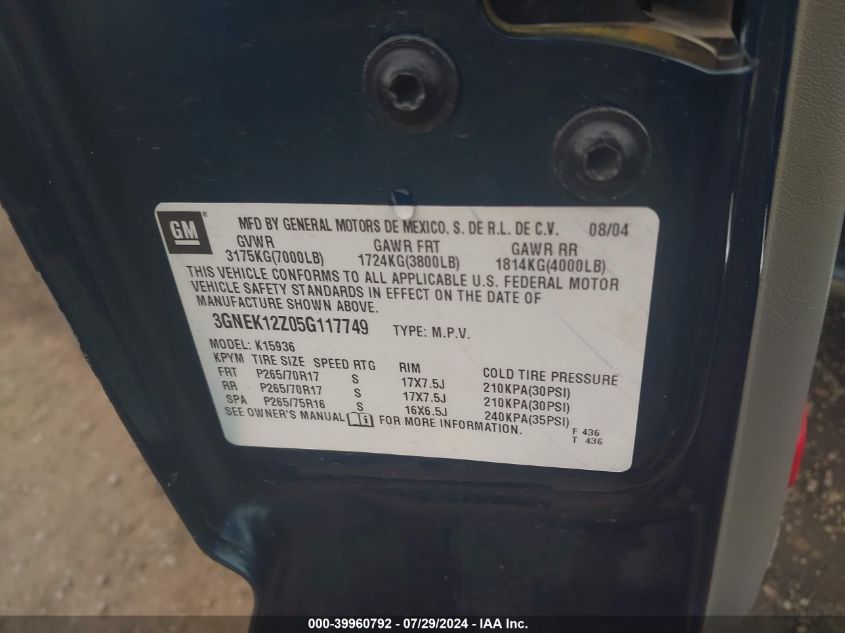 GM®
MFD BY GENERAL MOTORS DE MEXICO, S. DE R.L. DE C.V. 08/04
GVWR GAWR FRT GAWR RR
3175KG(7000LB) 1724KG(3800LB) 1814KG(4000LB)
THIS VEHICLE CONFORMS TO ALL APPLICABLE U.S. FEDERAL MOTOR
VEHICLE SAFETY STANDARDS IN EFFECT ON THE DATE OF
MANUFACTURE SHOWN ABOVE.
3GNEK12Z05G117749 TYPE: M.P.V.
MODEL: K15936
KPYM TIRE SIZE SPEED RTG RIM COLD TIRE PRESSURE
FRT P265/70R17 S 17X7.5J 210KPA(30PSI)
RR P265/70R17 S 17X7.5J 210KPA(30PSI)
SPA P265/75R16 S 16X6.5J 240KPA(35PSI)
SEE OWNER'S MANUAL FOR MORE INFORMATION.
F 436
T 436
000-39960792 - 07/29/2024 - IAA Inc.